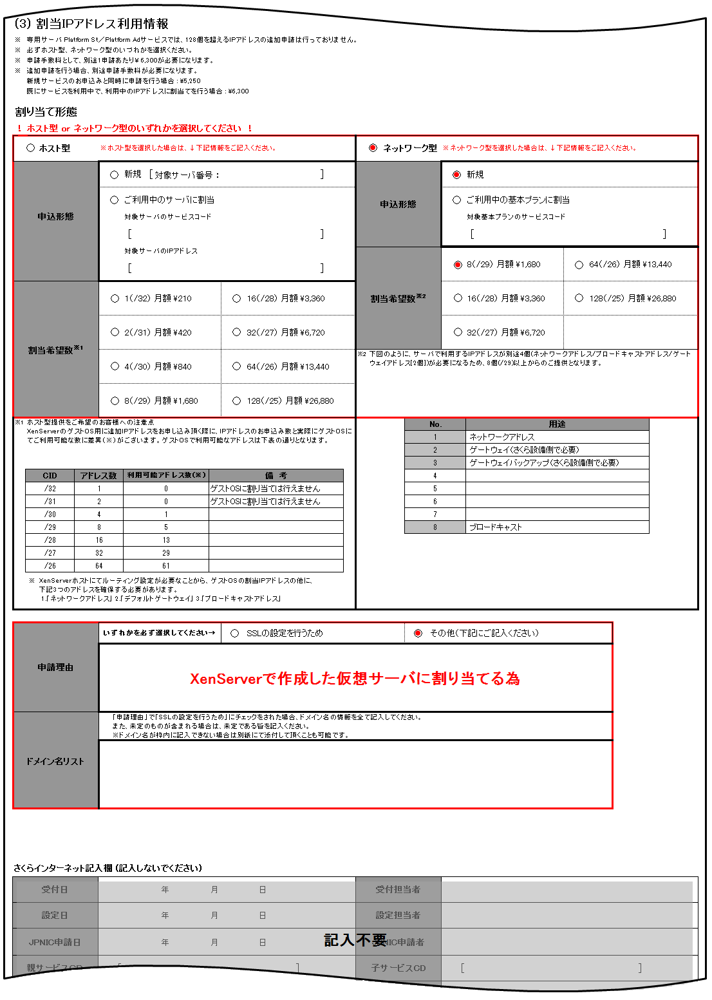 (3) 割当IPアドレス利用情報
※ 専用サーバ Platform St／Platform Adサービスでは、128個を超えるIPアドレスの追加申請は行っておりません。
※ 必ずホスト型、ネットワーク型のいづれかを選択ください。
※ 申請手数料として、別途1申請あたり¥6,300が必要になります。
※ 追加申請を行う場合、別途申請手数料が必要になります。
新規サービスのお申込みと同時に申請を行う場合：¥5,250
既にサービスを利用中で、利用中のIPアドレスに割当てを行う場合：¥6,300
割り当て形態
！ ホスト型 or ネットワーク型のいずれかを選択してください ！
ホスト型 ※ホスト型を選択した場合は、↓下記情報をご記入ください。
申込形態
新規 [ 対象サーバ番号： ]
ご利用中のサーバに割当
対象サーバのサービスコード
[ ]
対象サーバのIPアドレス
[ ]
割当希望数※1
1(/32) 月額 ¥210 16(/28) 月額 ¥3,360
2(/31) 月額 ¥420 32(/27) 月額 ¥6,720
4(/30) 月額 ¥840 64(/26) 月額 ¥13,440
8(/29) 月額 ¥1,680 128(/25) 月額 ¥26,880
※1 ホスト型提供をご希望のお客様への注意点
XenServerのゲストOS用に追加IPアドレスをお申し込み頂く際に、IPアドレスのお申込み数と実際にゲストOSに
てご利用可能な数に差異(※)がございます。ゲストOSで利用可能なアドレスは下表の通りとなります。
CID アドレス数 利用可能アドレス数(※) 備 考
/32 1 0 ゲストOSに割り当ては行えません
/31 2 0 ゲストOSに割り当ては行えません
/30 4 1
/29 8 5
/28 16 13
/27 32 29
/26 64 61
※ XenServerホストにてルーティング設定が必要なことから、ゲストOSの割当IPアドレスの他に、
下記3つのアドレスを確保する必要があります。
1.「ネットワークアドレス」 2.「デフォルトゲートウェイ」 3.「ブロードキャストアドレス」
ネットワーク型 ※ネットワーク型を選択した場合は、↓下記情報をご記入ください。
申込形態
新規
ご利用中の基本プランに割当
対象基本プランのサービスコード
[ ]
割当希望数※2
8(/29) 月額 ¥1,680 64(/26) 月額 ¥13,440
16(/28) 月額 ¥3,360 128(/25) 月額 ¥26,880
32(/27) 月額 ¥6,720
※2 下図のように、サーバで利用するIPアドレスが別途4個(ネットワークアドレス/ブロードキャストアドレス/ゲート
ウェイアドレス[2個])が必要になるため、8個(/29)以上からのご提供となります。
No. 用途
1 ネットワークアドレス
2 ゲートウェイ(さくら設備側で必要)
3 ゲートウェイバックアップ(さくら設備側で必要)
4
5
6
7
8 ブロードキャスト
申請理由
いずれかを必ず選択してください→ SSLの設定を行うため その他(下記にご記入ください)
XenServerで作成した仮想サーバに割り当てる為
ドメイン名リスト
「申請理由」で「SSLの設定を行うため」にチェックをされた場合、ドメイン名の情報を全て記入してください。
また、未定のものが含まれる場合は、未定である旨を記入ください。
※ドメイン名が枠内に記入できない場合は別紙にて添付して頂くことも可能です。
さくらインターネット記入欄 (記入しないでください)
受付日 年 月 日 受付担当者
設定日 年 月 日 設定担当者
記入不要
JPNIC申請日 年 月 日 JPNIC申請者
親サービスCD [ ] 子サービスCD [ ]